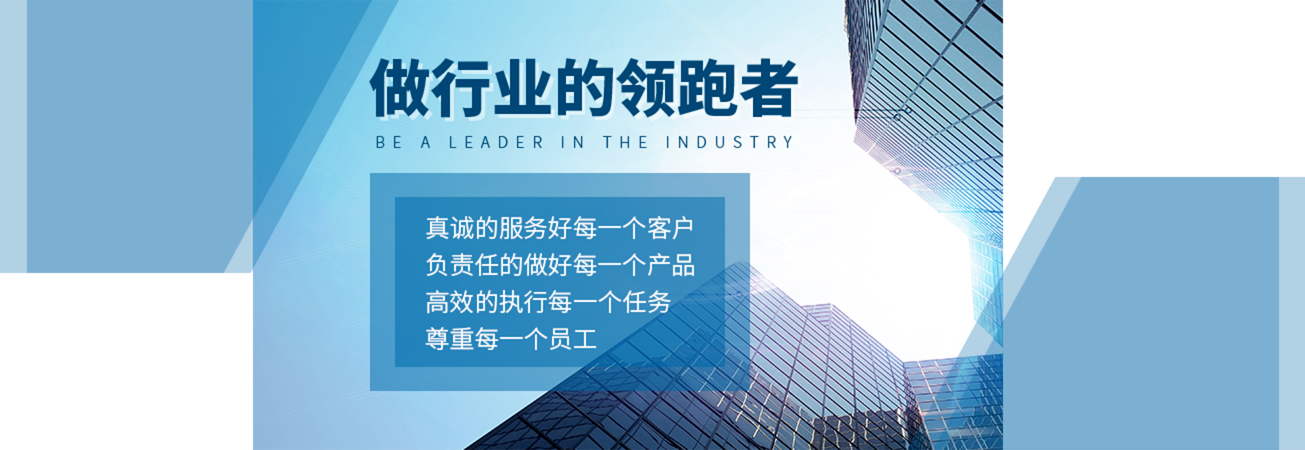 做行业的领跑者
BE A LEADER IN THE INDUSTRY
真诚的服务好每一个客户
负责任的做好每一个产品
高效的执行每一个任务
尊重每一个员工